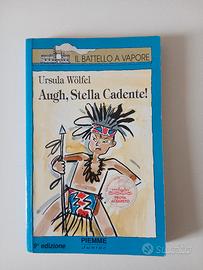 IL BATTELLO A VAPORE
Ursula Wölfel
Augh, Stella Cadente!
9ª edizione
PIEMME
Junior
subito